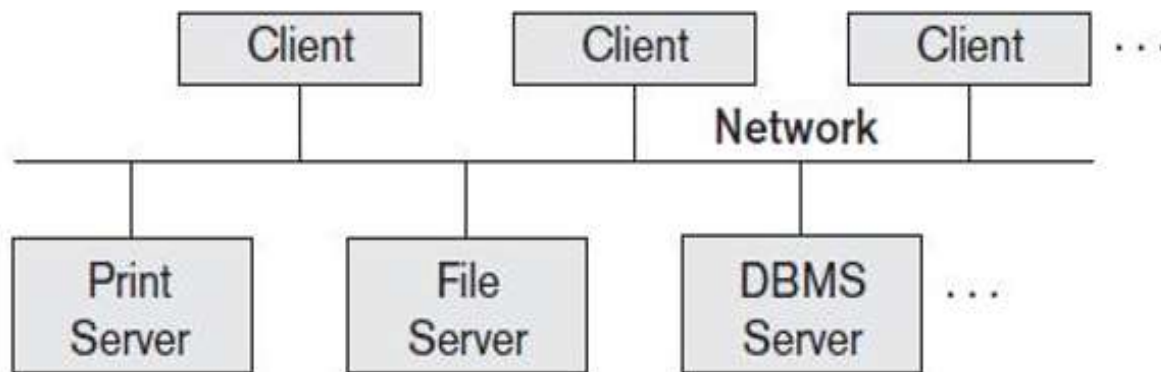 Client Client Client . . .
Network
Print File DBMS . . .
Server Server Server